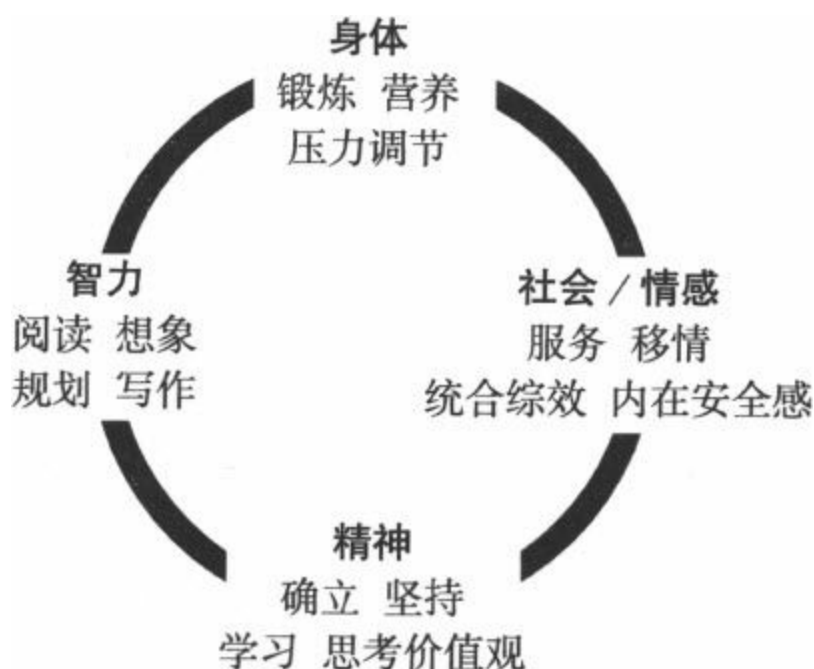 身体
锻炼 营养
压力调节
智力
阅读 想象
规划 写作
社会 / 情感
服务 移情
统合综效 内在安全感
精神
确立 坚持
学习 思考价值观